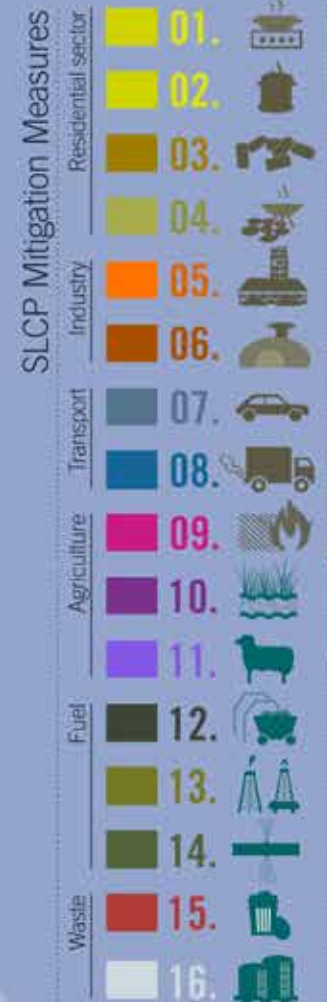 SLCP Mitigation Measures
Residential sector
01.
02.
03.
04.
Industry
05.
06.
Transport
07.
08.
Agriculture
09.
10.
11.
Fuel
12.
13.
14.
Waste
15.
16.